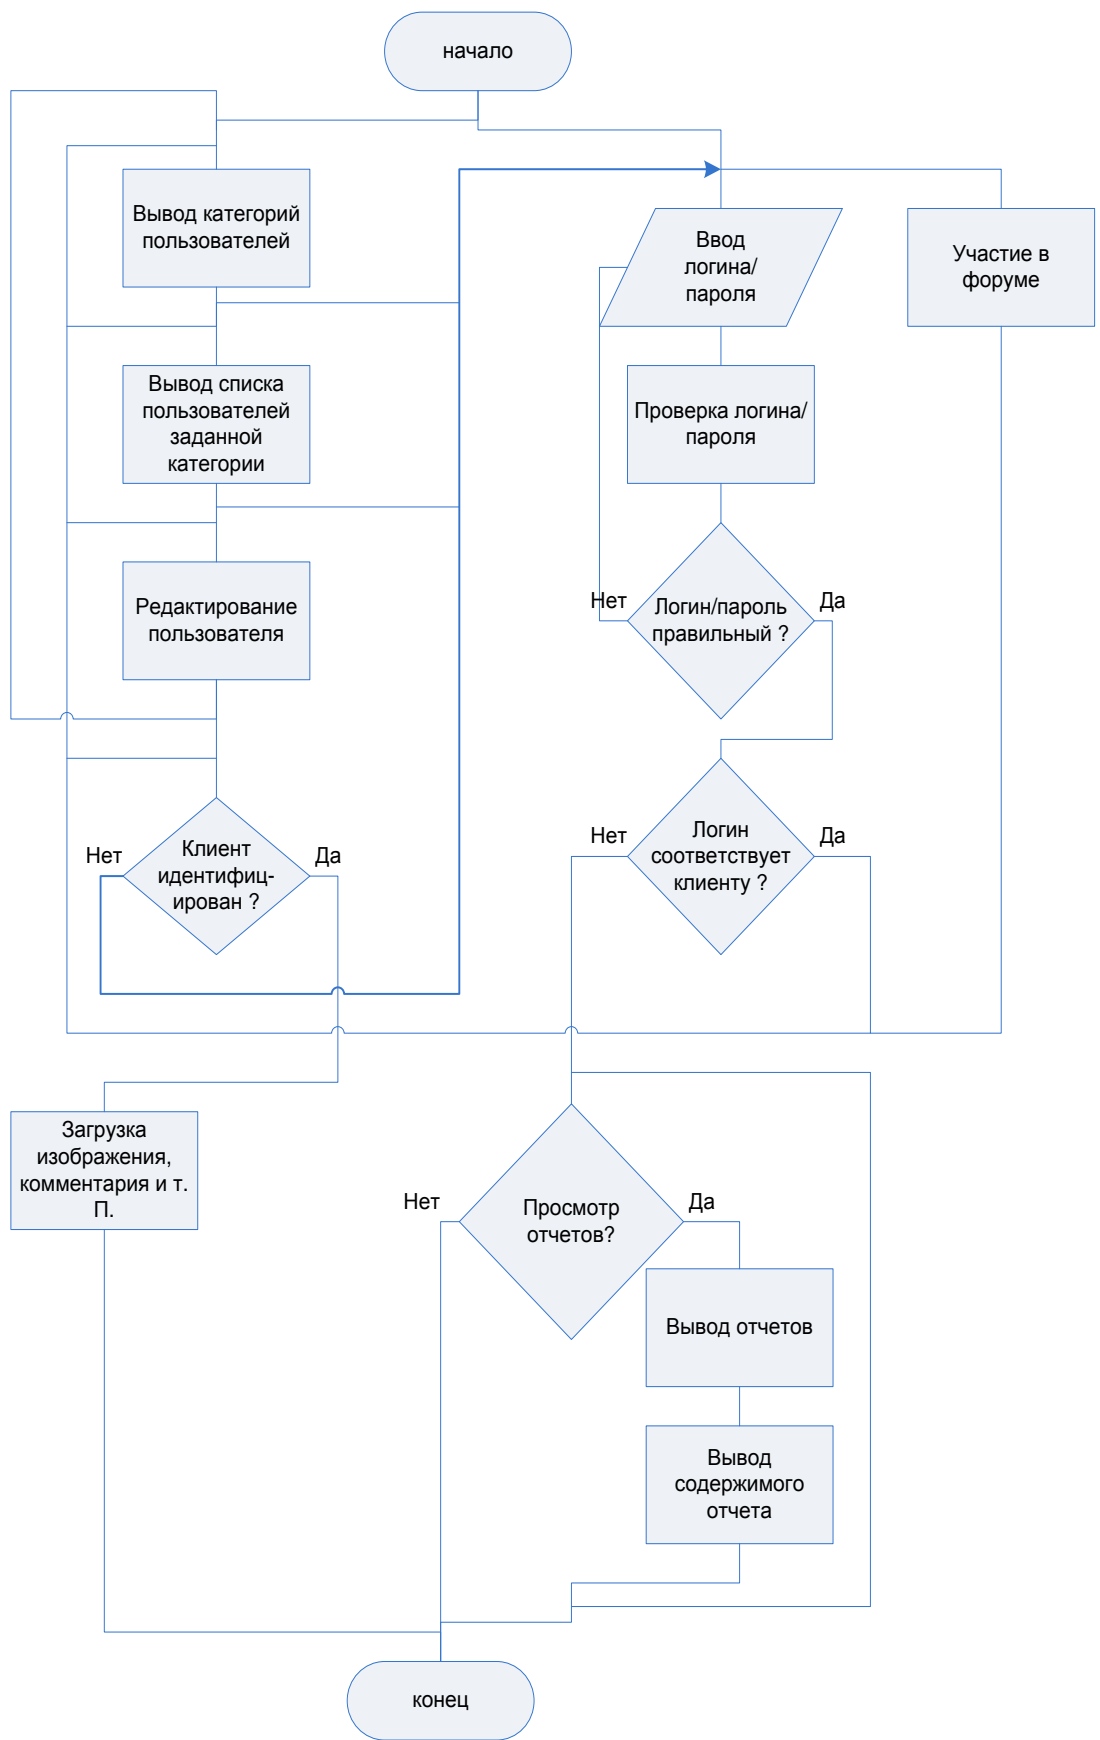 начало
Вывод категорий
пользователей
Ввод
логина/
пароля
Участие в
форуме
Вывод списка
пользователей
заданной
категории
Проверка логина/
пароля
Редактирование
пользователя
Нет
Логин/пароль
правильный ?
Да
Нет
Клиент
идентифиц-
ирован ?
Да
Нет
Логин
соответствует
клиенту ?
Да
Загрузка
изображения,
комментария и т.
П.
Нет
Просмотр
отчетов?
Да
Вывод отчетов
Вывод
содержимого
отчета
конец